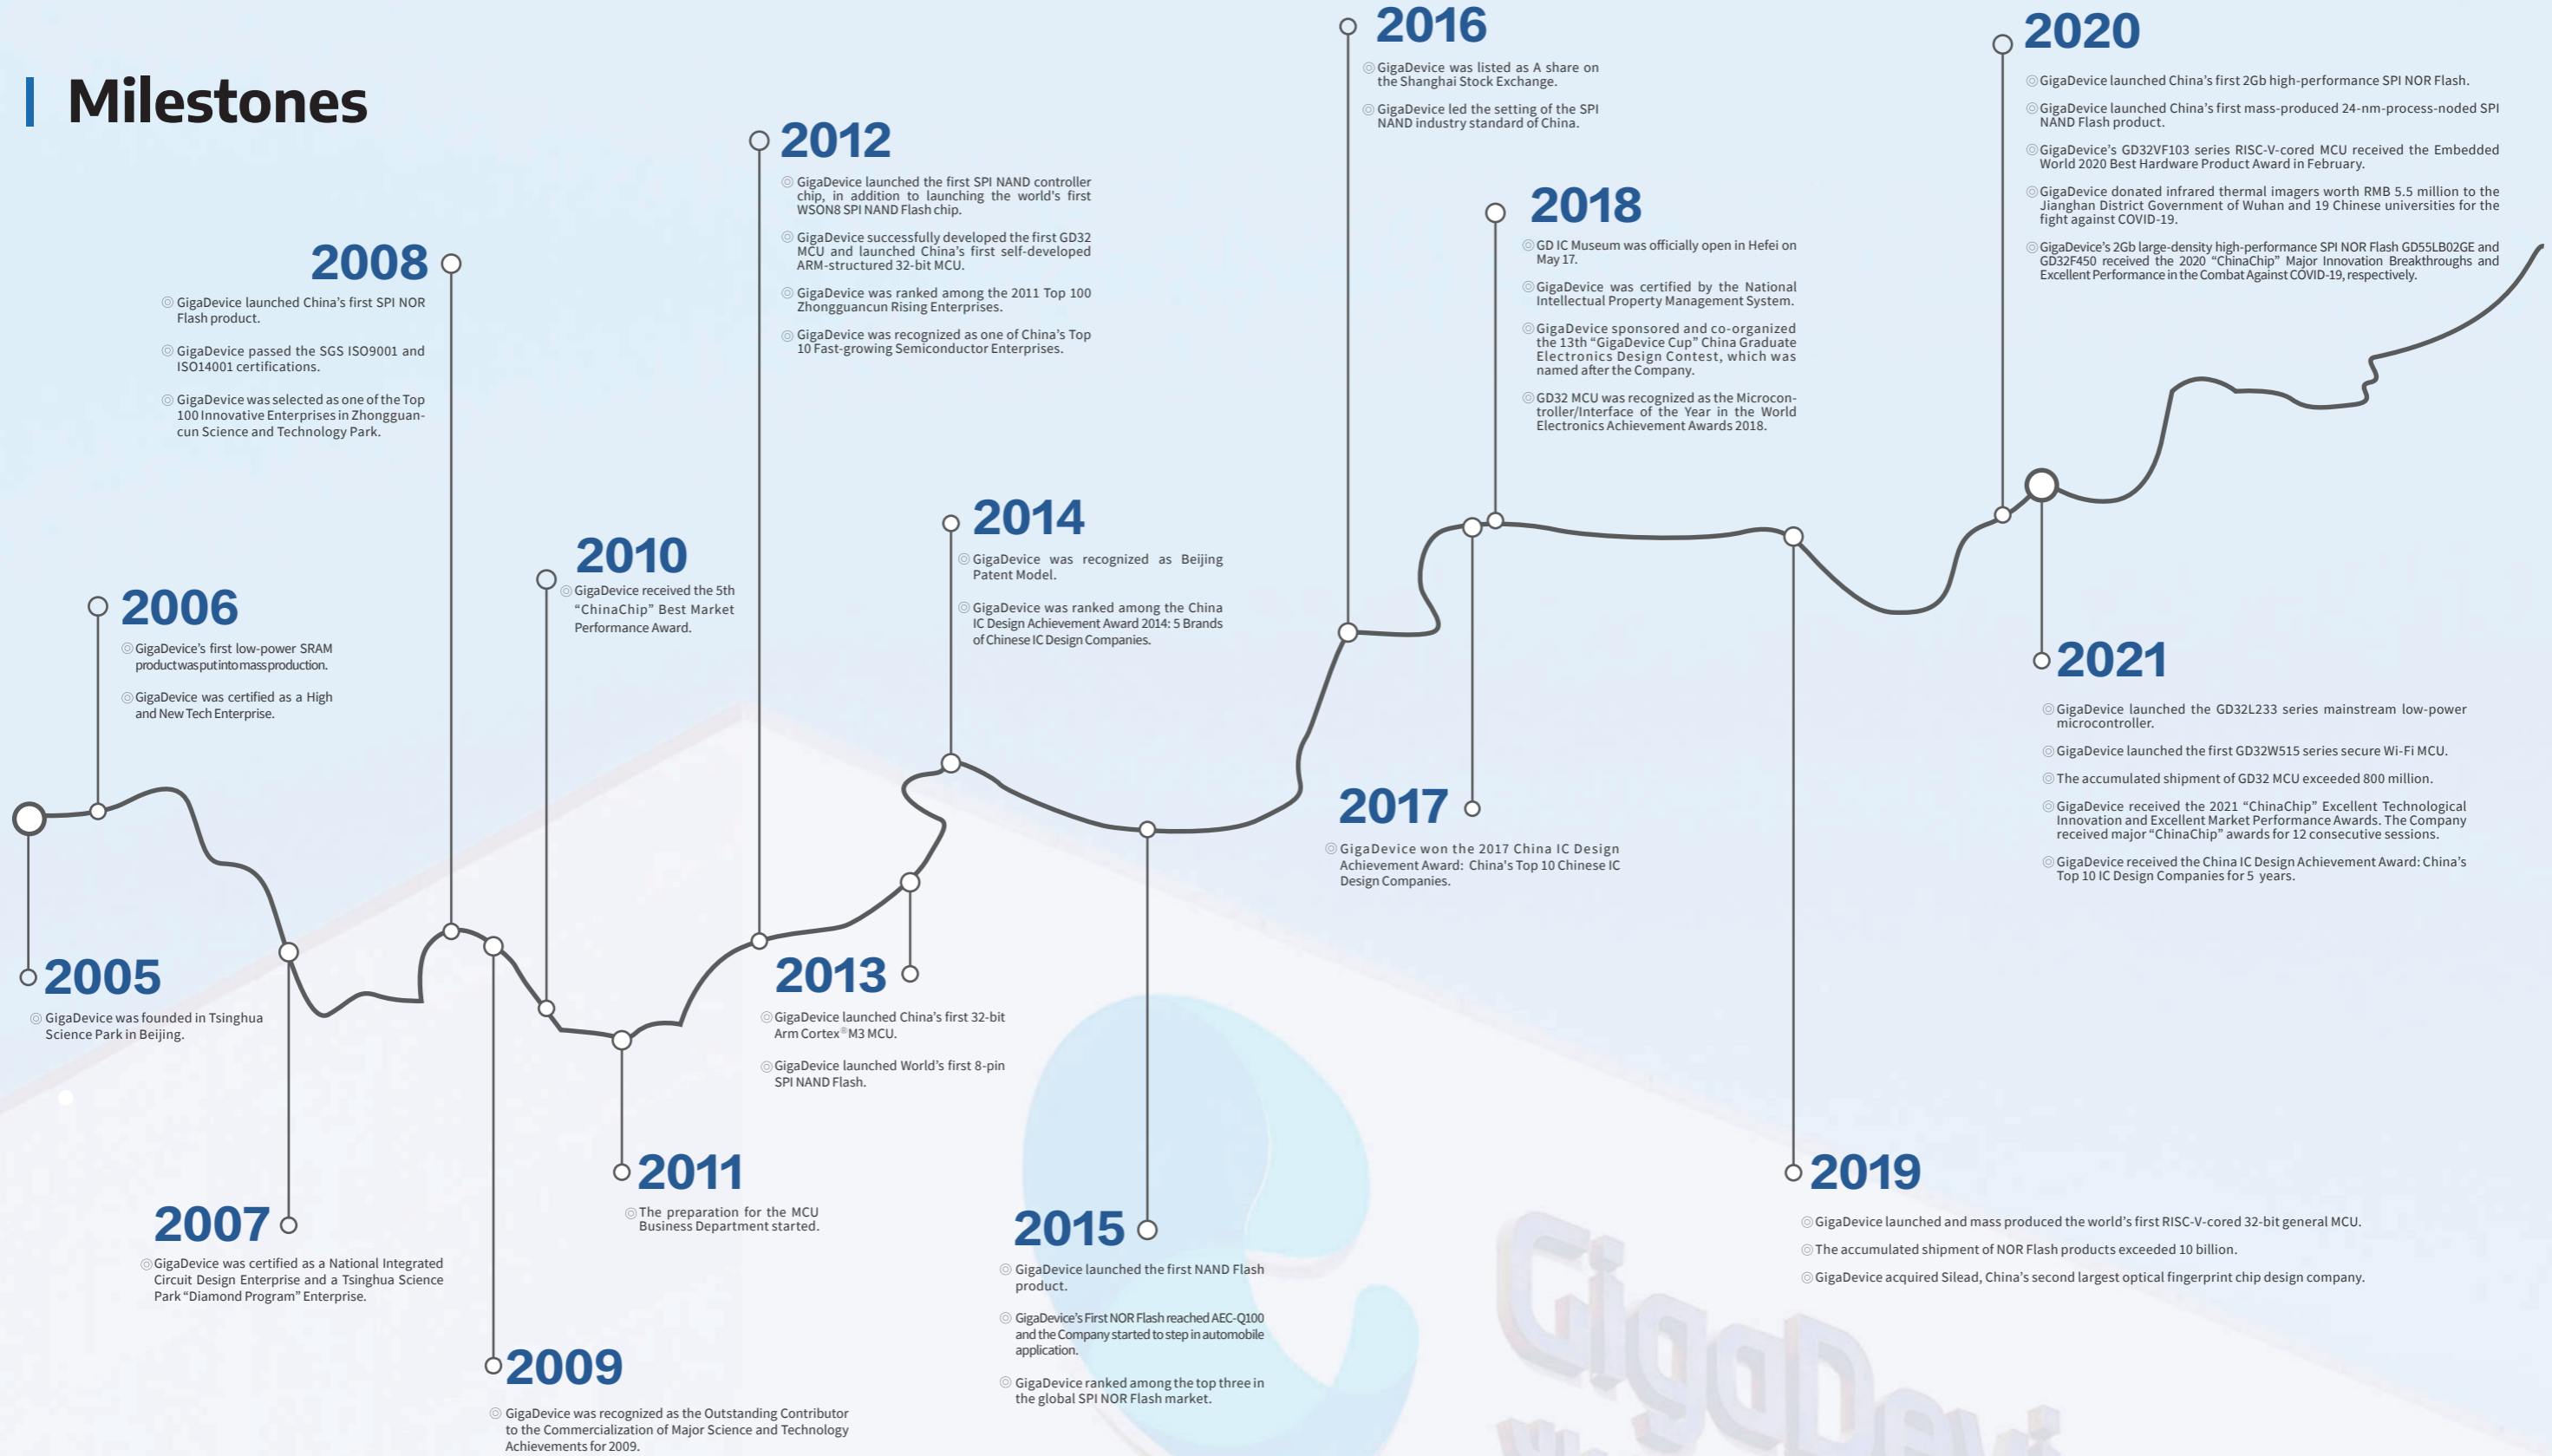 Milestones
2005
GigaDevice was founded in Tsinghua
Science Park in Beijing.
2006
GigaDevice's first low-power SRAM
product was put into mass production.
GigaDevice was certified as a High
and New Tech Enterprise.
2007
GigaDevice was certified as a National Integrated
Circuit Design Enterprise and a Tsinghua Science
Park “Diamond Program” Enterprise.
2008
GigaDevice launched China's first SPI NOR
Flash product.
GigaDevice passed the SGS ISO9001 and
ISO14001 certifications.
GigaDevice was selected as one of the Top
100 Innovative Enterprises in Zhongguan-
cun Science and Technology Park.
2009
GigaDevice was recognized as the Outstanding Contributor
to the Commercialization of Major Science and Technology
Achievements for 2009.
2010
GigaDevice received the 5th
“ChinaChip” Best Market
Performance Award.
2011
The preparation for the MCU
Business Department started.
2012
GigaDevice launched the first SPI NAND controller
chip, in addition to launching the world's first
WSON8 SPI NAND Flash chip.
GigaDevice successfully developed the first GD32
MCU and launched China's first self-developed
ARM-structured 32-bit MCU.
GigaDevice was ranked among the 2011 Top 100
Zhongguancun Rising Enterprises.
GigaDevice was recognized as one of China's Top
10 Fast-growing Semiconductor Enterprises.
2013
GigaDevice launched China's first 32-bit
Arm Cortex®M3 MCU.
GigaDevice launched World's first 8-pin
SPI NAND Flash.
2014
GigaDevice was recognized as Beijing
Patent Model.
GigaDevice was ranked among the China
IC Design Achievement Award 2014: 5 Brands
of Chinese IC Design Companies.
2015
GigaDevice launched the first NAND Flash
product.
GigaDevice's First NOR Flash reached AEC-Q100
and the Company started to step in automobile
application.
GigaDevice ranked among the top three in
the global SPI NOR Flash market.
2016
GigaDevice was listed as A share on
the Shanghai Stock Exchange.
GigaDevice led the setting of the SPI
NAND industry standard of China.
2017
GigaDevice won the 2017 China IC Design
Achievement Award: China's Top 10 Chinese IC
Design Companies.
2018
GD IC Museum was officially open in Hefei on
May 17.
GigaDevice was certified by the National
Intellectual Property Management System.
GigaDevice sponsored and co-organized
the 13th “GigaDevice Cup” China Graduate
Electronics Design Contest, which was
named after the Company.
GD32 MCU was recognized as the Microcon-
troller/Interface of the Year in the World
Electronics Achievement Awards 2018.
2019
GigaDevice launched and mass produced the world's first RISC-V-cored 32-bit general MCU.
The accumulated shipment of NOR Flash products exceeded 10 billion.
GigaDevice acquired Silead, China's second largest optical fingerprint chip design company.
2020
GigaDevice launched China's first 2Gb high-performance SPI NOR Flash.
GigaDevice launched China's first mass-produced 24-nm-process-noded SPI
NAND Flash product.
GigaDevice's GD32VF103 series RISC-V-cored MCU received the Embedded
World 2020 Best Hardware Product Award in February.
GigaDevice donated infrared thermal imagers worth RMB 5.5 million to the
Jianghan District Government of Wuhan and 19 Chinese universities for the
fight against COVID-19.
GigaDevice's 2Gb large-density high-performance SPI NOR Flash GD55LB02GE and
GD32F450 received the 2020 “ChinaChip” Major Innovation Breakthroughs and
Excellent Performance in the Combat Against COVID-19, respectively.
2021
GigaDevice launched the GD32L233 series mainstream low-power
microcontroller.
GigaDevice launched the first GD32W515 series secure Wi-Fi MCU.
The accumulated shipment of GD32 MCU exceeded 800 million.
GigaDevice received the 2021 “ChinaChip” Excellent Technological
Innovation and Excellent Market Performance Awards. The Company
received major “ChinaChip” awards for 12 consecutive sessions.
GigaDevice received the China IC Design Achievement Award: China's
Top 10 IC Design Companies for 5 years.
GigaDevi